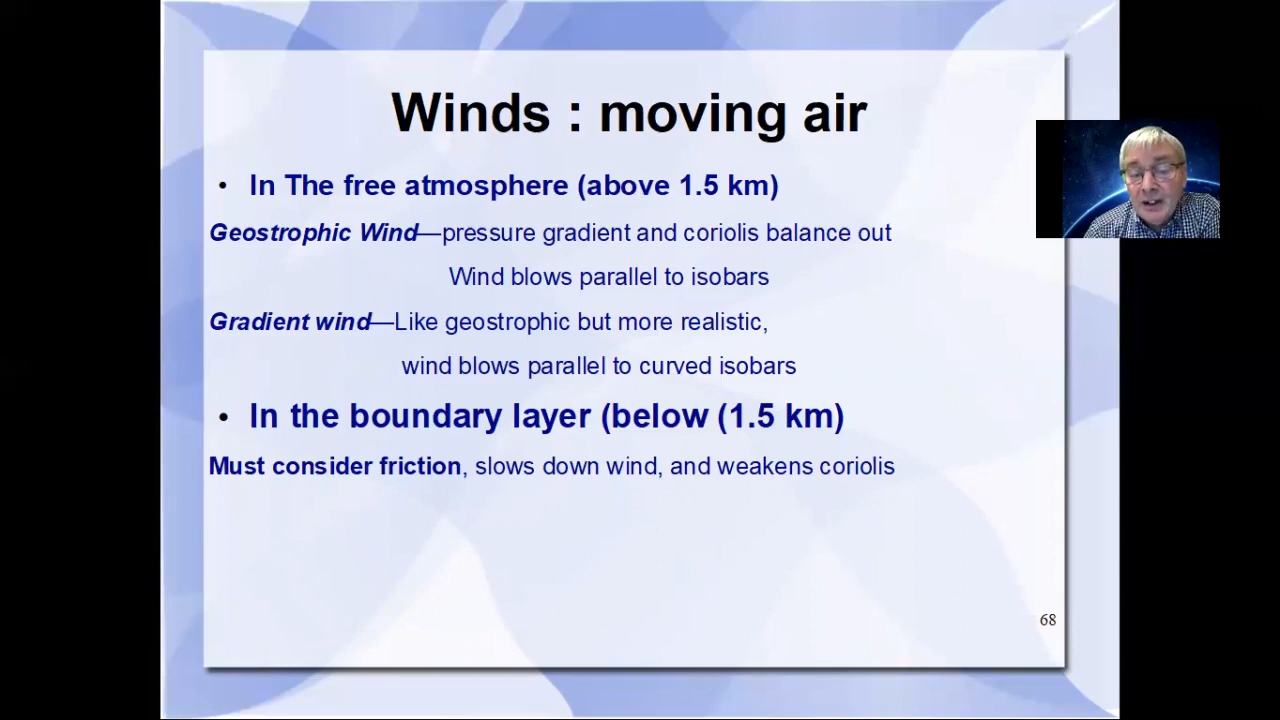 Winds : moving air
• In The free atmosphere (above 1.5 km)
Geostrophic Wind—pressure gradient and coriolis balance out
Wind blows parallel to isobars
Gradient wind—Like geostrophic but more realistic,
wind blows parallel to curved isobars
• In the boundary layer (below (1.5 km)
Must consider friction, slows down wind, and weakens coriolis
68